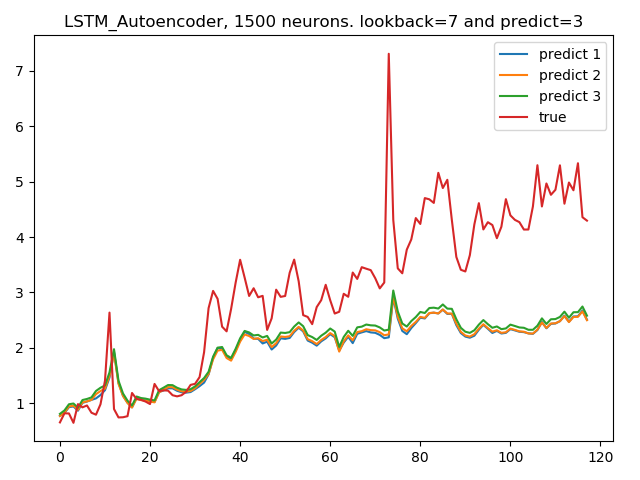 LSTM_Autoencoder, 1500 neurons. lookback=7 and predict=3
predict 1
predict 2
predict 3
true
7
6
5
4
3
2
1
0 20 40 60 80 100 120